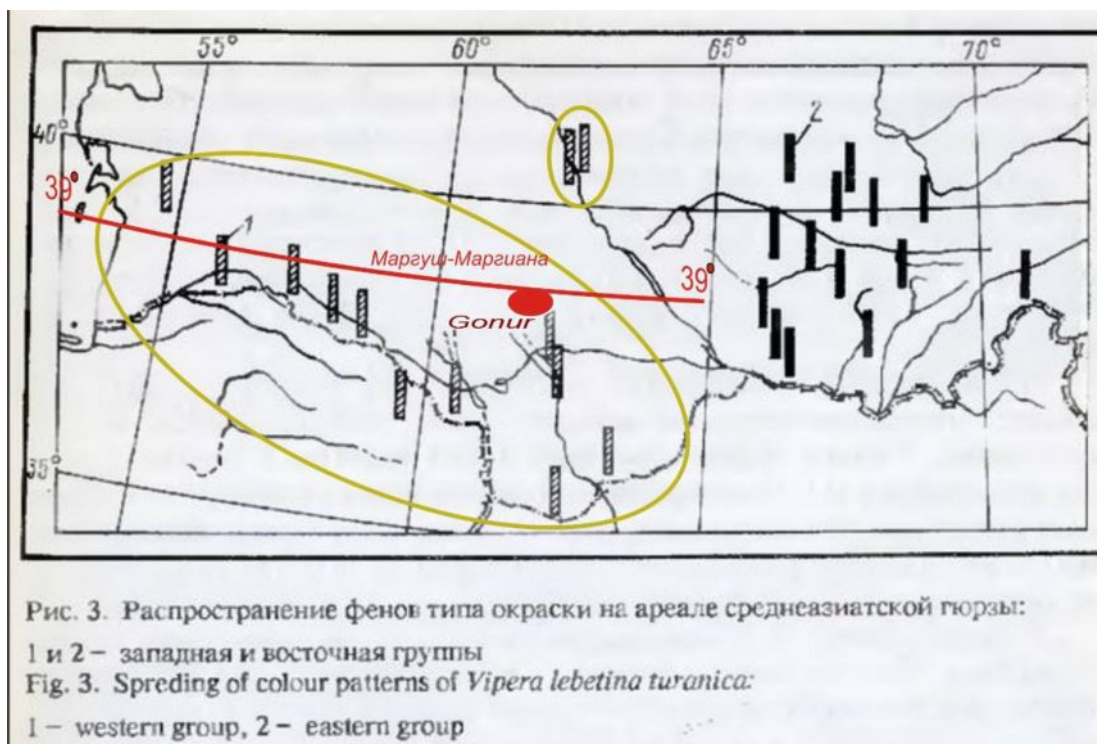 55° 60° 65° 70°
40°
2
39°
1
Маргуш-Маргиана
39°
Gonur
35°
Рис. 3. Распространение фенов типа окраски на ареале среднеазиатской гюрзы:
1 и 2 – западная и восточная группы
Fig. 3. Spreding of colour patterns of Vipera lebetina turanica:
1 – western group, 2 – eastern group